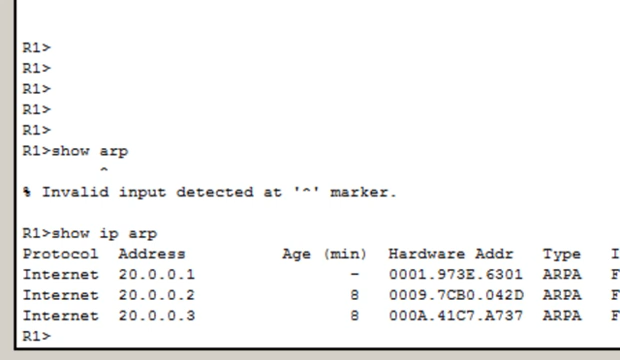 R1>
R1>
R1>
R1>
R1>
R1>show arp
^
% Invalid input detected at '^' marker.
R1>show ip arp
Protocol  Address          Age (min)  Hardware Addr   Type   I
Internet  20.0.0.1                -   0001.973E.6301  ARPA   F
Internet  20.0.0.2                8   0009.7CB0.042D  ARPA   F
Internet  20.0.0.3                8   000A.41C7.A737  ARPA   F
R1>